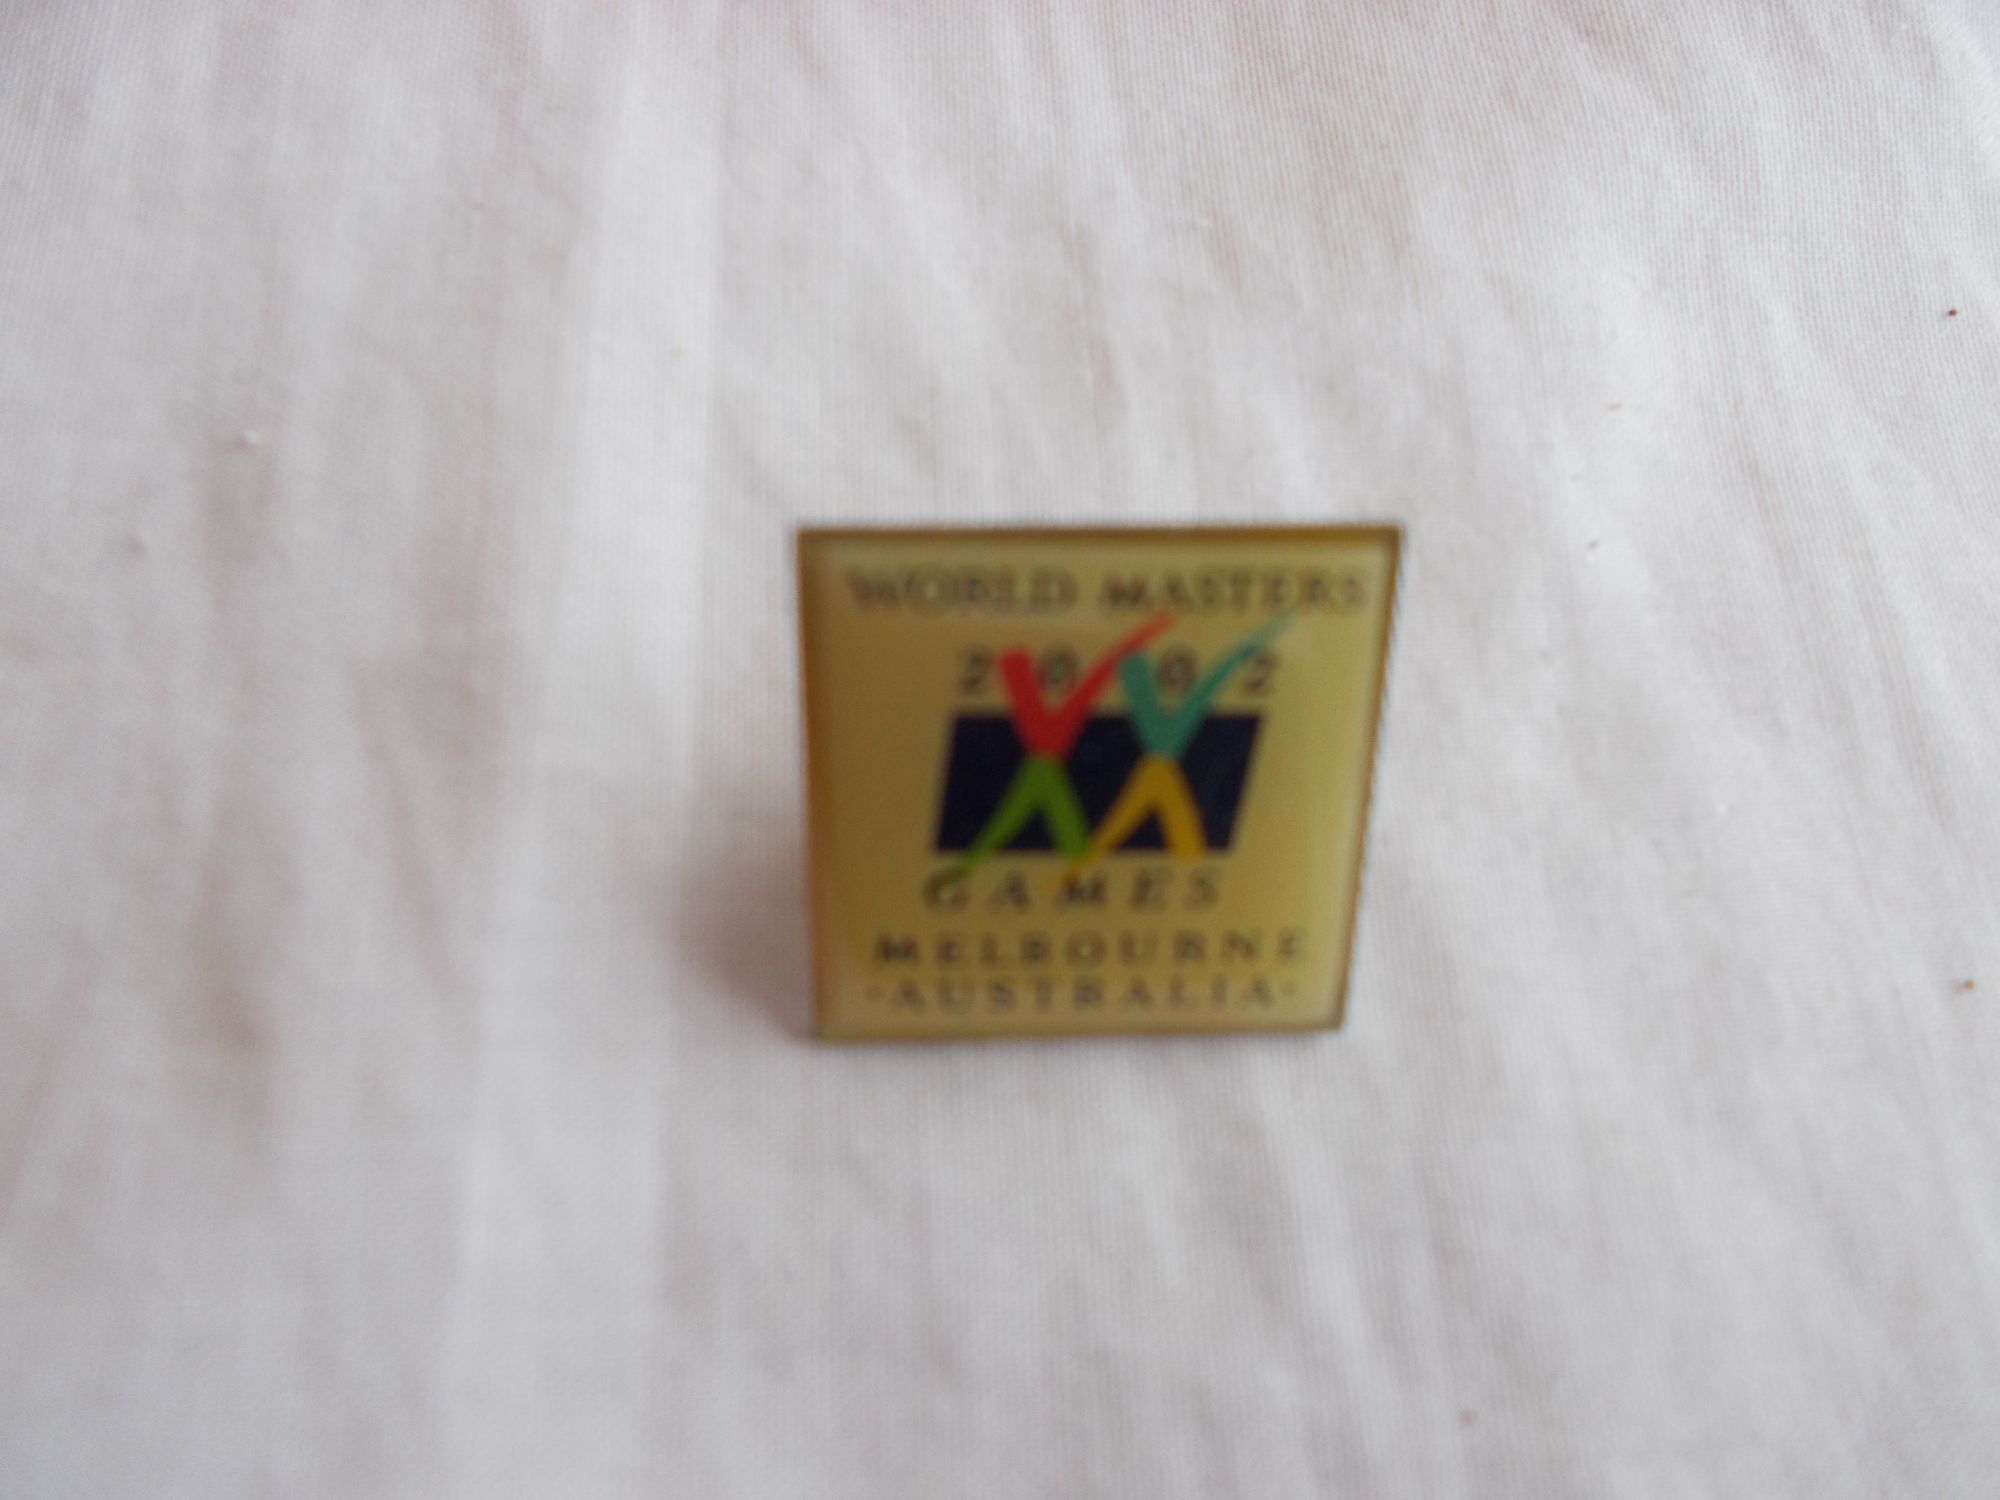 WORLD MASTERS
2002
GAMES
MELBOURNE
·AUSTRALIA·